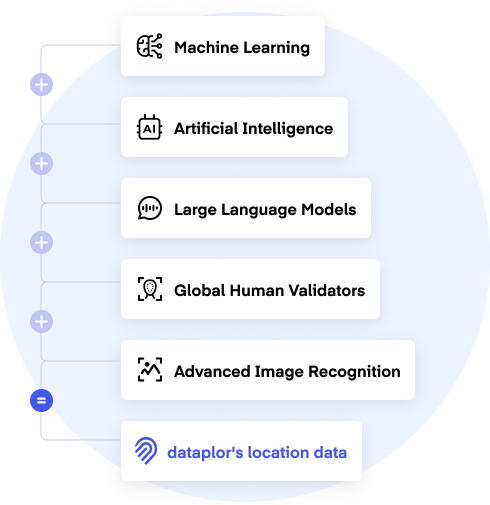 Machine Learning
+
AI
Artificial Intelligence
+
Large Language Models
+
Global Human Validators
+
Advanced Image Recognition
=
dataplor's location data